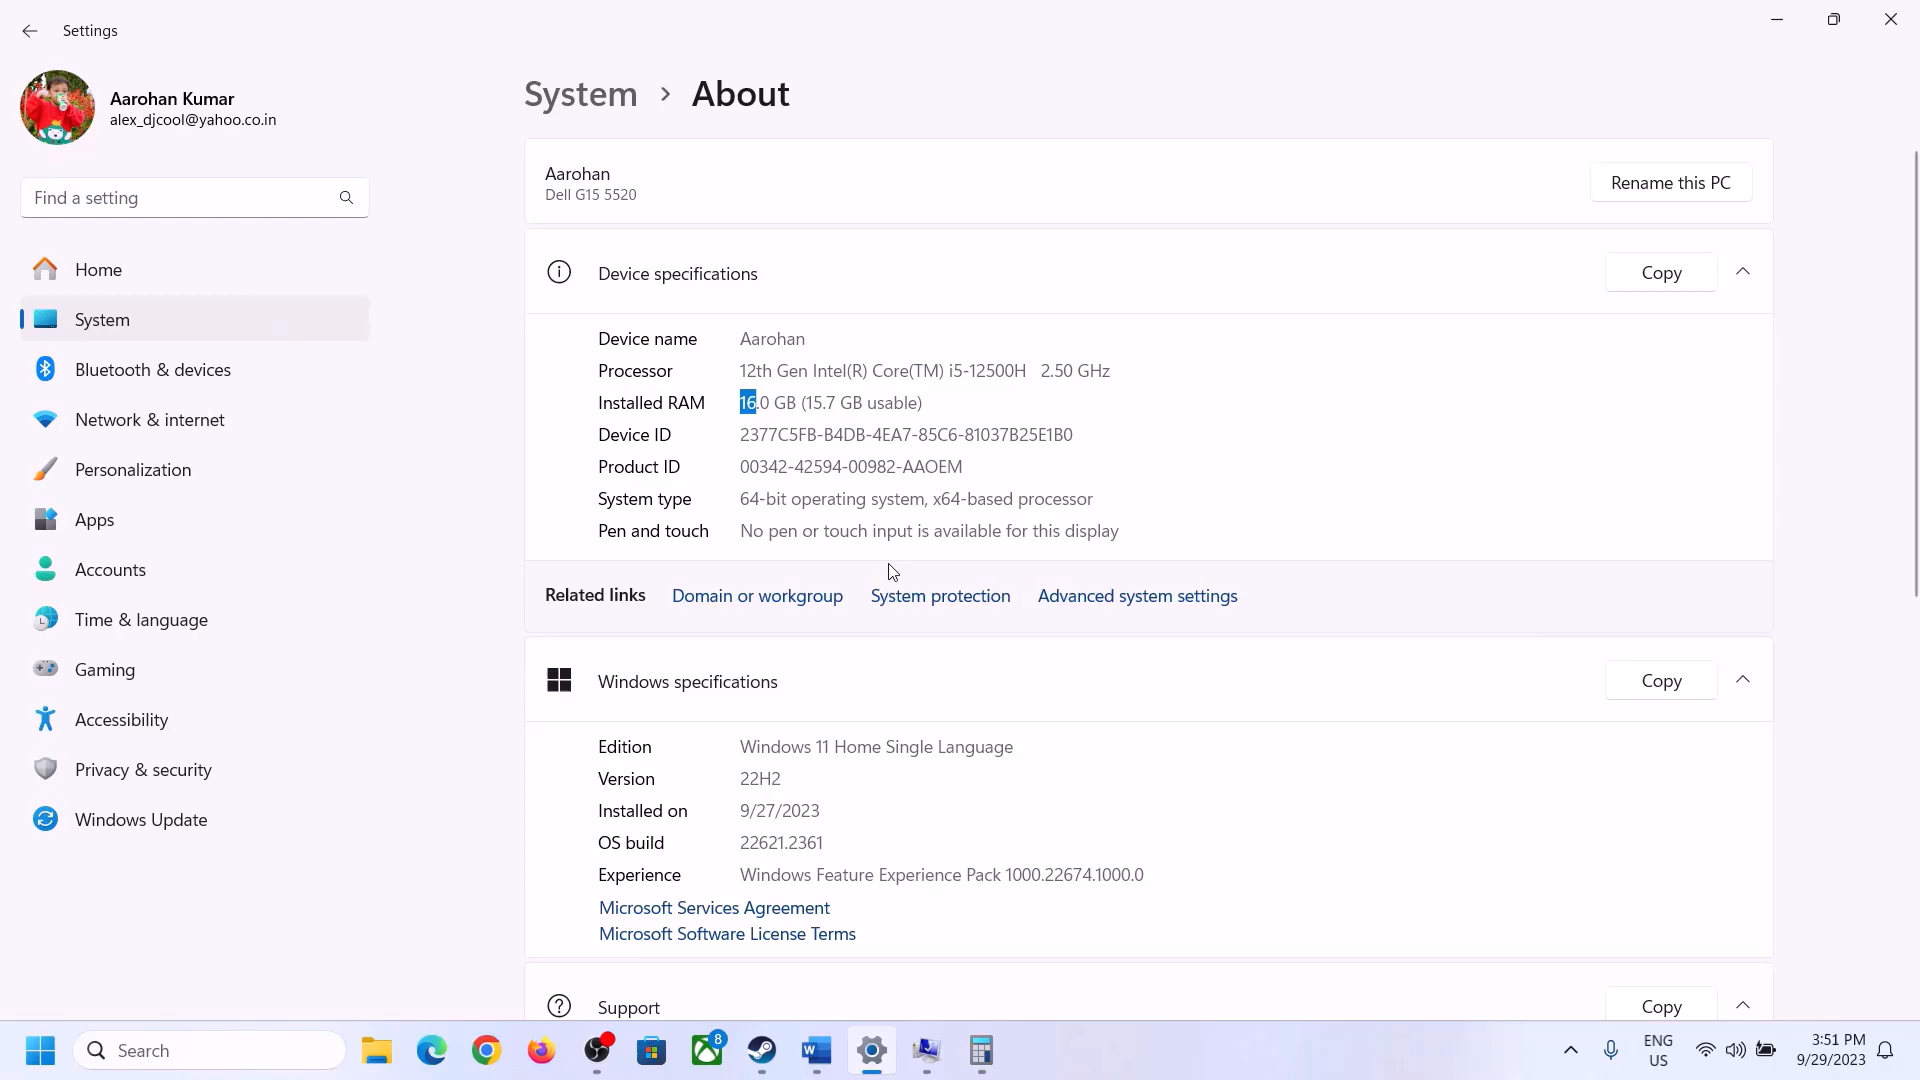 Settings
Aarohan Kumar
alex_djcool@yahoo.co.in
Find a setting
Home
System
Bluetooth & devices
Network & internet
Personalization
Apps
Accounts
Time & language
Gaming
Accessibility
Privacy & security
Windows Update
System > About
Aarohan
Dell G15 5520
Rename this PC
Device specifications
Copy
Device name Aarohan
Processor 12th Gen Intel(R) Core(TM) i5-12500H 2.50 GHz
Installed RAM 16.0 GB (15.7 GB usable)
Device ID 2377C5FB-B4DB-4EA7-85C6-81037B25E1B0
Product ID 00342-42594-00982-AAOEM
System type 64-bit operating system, x64-based processor
Pen and touch No pen or touch input is available for this display
Related links Domain or workgroup System protection Advanced system settings
Windows specifications
Copy
Edition Windows 11 Home Single Language
Version 22H2
Installed on 9/27/2023
OS build 22621.2361
Experience Windows Feature Experience Pack 1000.22674.1000.0
Microsoft Services Agreement
Microsoft Software License Terms
Support
Copy
Search
8
ENG
US
3:51 PM
9/29/2023